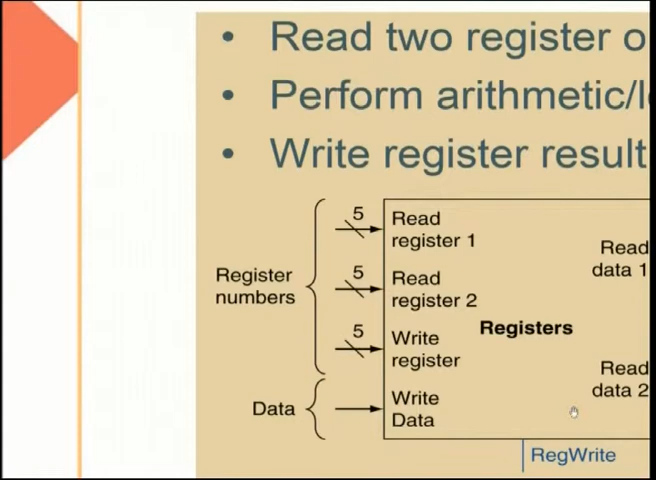 • Read two register o
• Perform arithmetic/l
• Write register result
5
Read
register 1
5
Read
register 2
Register
numbers
5
Write
register
Registers
Read
data 1
Read
data 2
Data
Write
Data
RegWrite